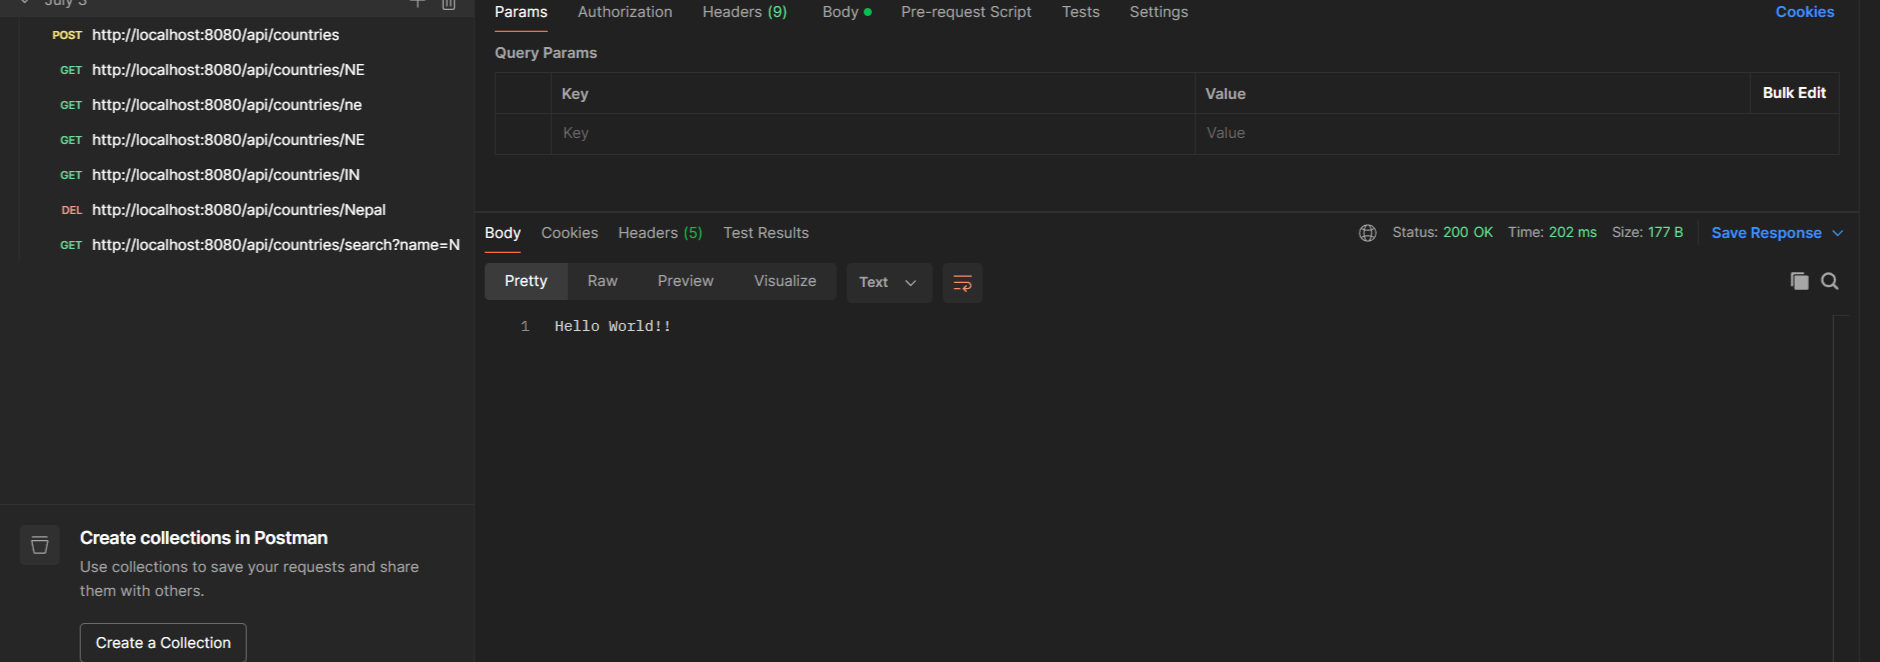 July 3
POST http://localhost:8080/api/countries
GET http://localhost:8080/api/countries/NE
GET http://localhost:8080/api/countries/ne
GET http://localhost:8080/api/countries/NE
GET http://localhost:8080/api/countries/IN
DEL http://localhost:8080/api/countries/Nepal
GET http://localhost:8080/api/countries/search?name=N
Create collections in Postman
Use collections to save your requests and share
them with others.
Create a Collection
Params Authorization Headers (9) Body Pre-request Script Tests Settings Cookies
Query Params
Key Value Bulk Edit
Key Value
Body Cookies Headers (5) Test Results Status: 200 OK Time: 202 ms Size: 177 B Save Response
Pretty Raw Preview Visualize Text
1 Hello World!!